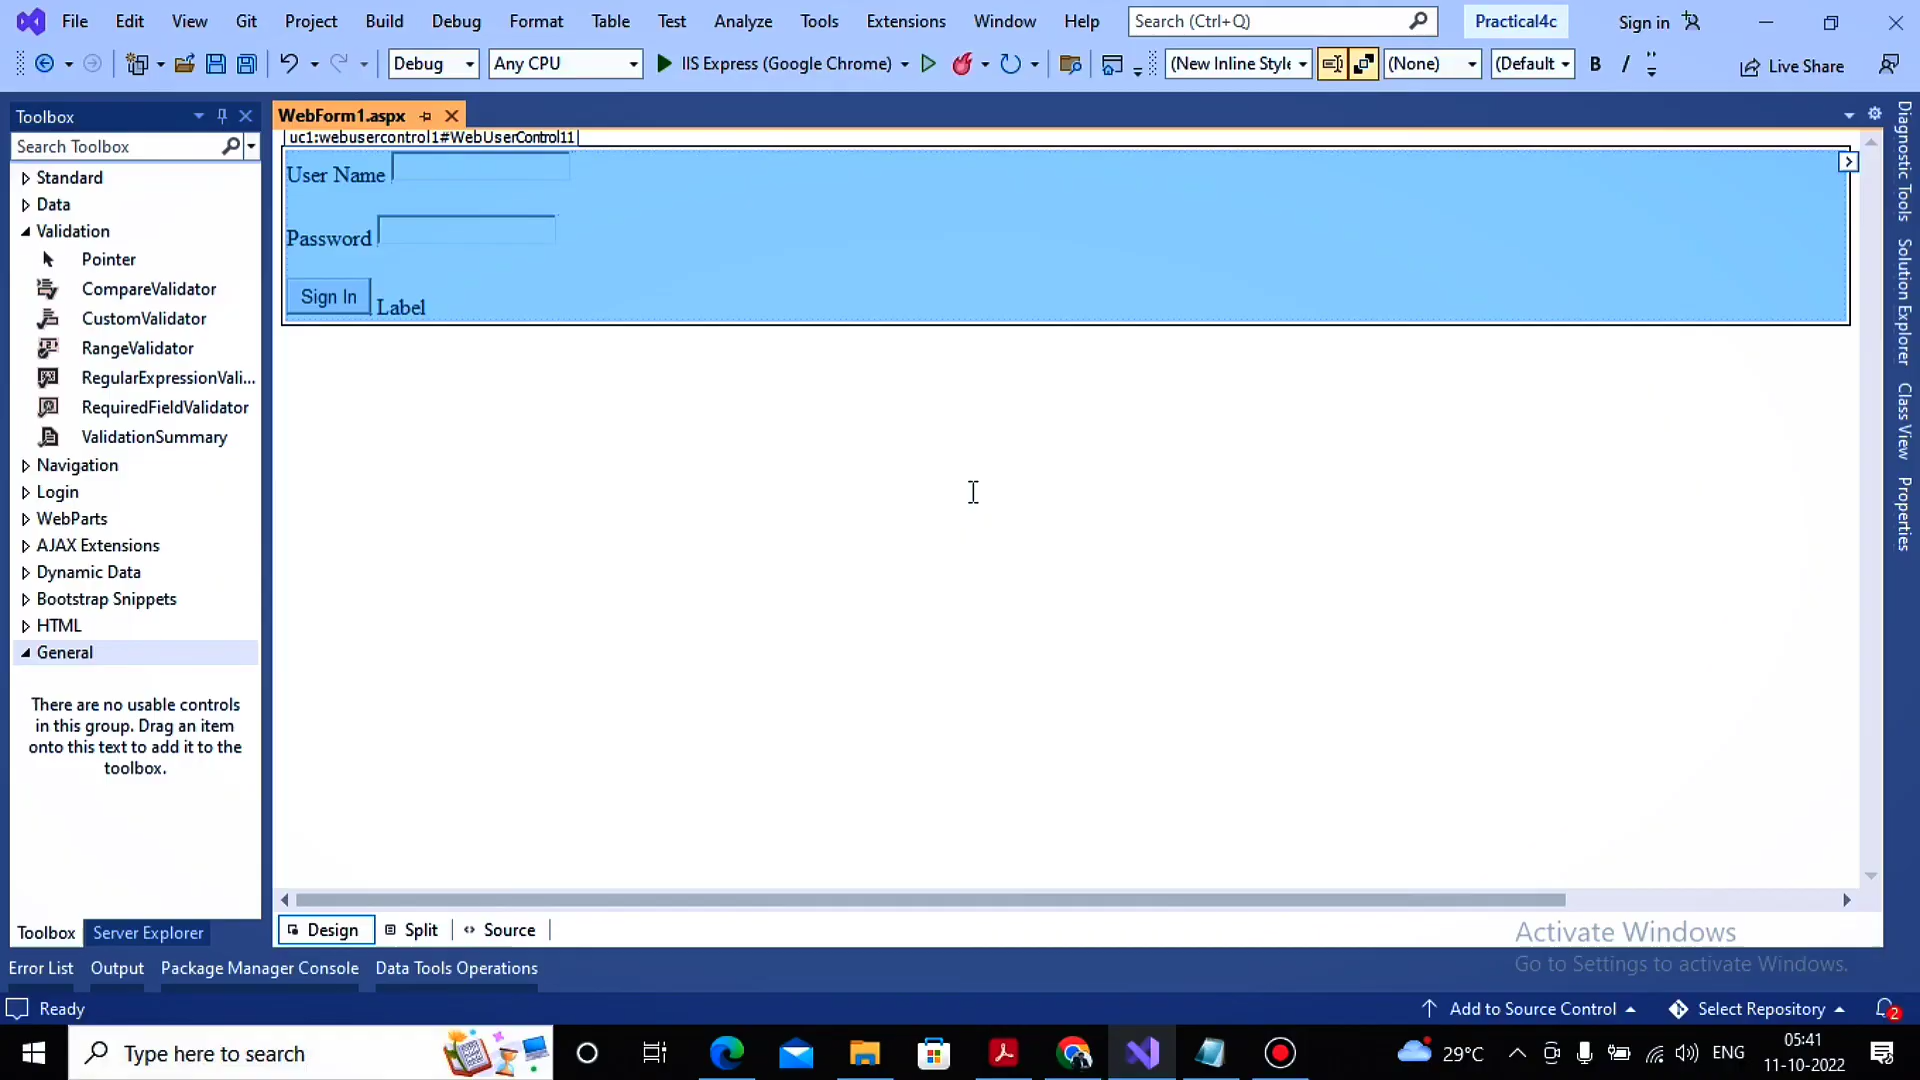 File Edit View Git Project Build Debug Format Table Test Analyze Tools Extensions Window Help Search (Ctrl+Q) Practical4c Sign in
Debug Any CPU IIS Express (Google Chrome) (New Inline Style (None) (Default B I Live Share
Toolbox
Search Toolbox
Standard
Data
Validation
Pointer
CompareValidator
CustomValidator
RangeValidator
RegularExpressionVali...
RequiredFieldValidator
ValidationSummary
Navigation
Login
WebParts
AJAX Extensions
Dynamic Data
Bootstrap Snippets
HTML
General
There are no usable controls
in this group. Drag an item
onto this text to add it to the
toolbox.
Toolbox Server Explorer
WebForm1.aspx
uc1:webusercontrol1#WebUserControl11
User Name
Password
Sign In Label
Design Split Source
Diagnostic Tools
Solution Explorer
Class View
Properties
Activate Windows
Go to Settings to activate Windows.
Error List Output Package Manager Console Data Tools Operations
Ready Add to Source Control Select Repository 2
Type here to search 29°C ENG 05:41
11-10-2022